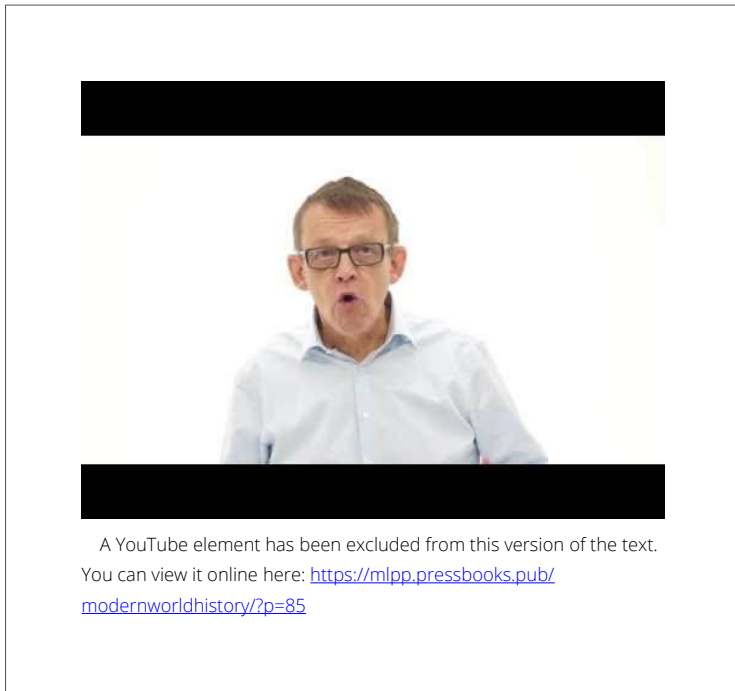 A YouTube element has been excluded from this version of the text.
You can view it online here: https://mlpp.pressbooks.pub/
modernworldhistory/?p=85